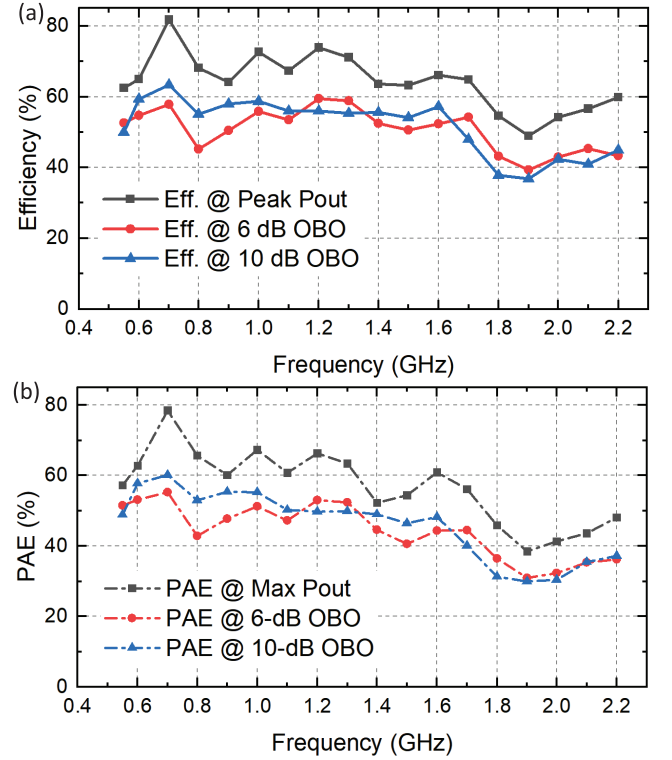 (a)
80
60
40
20
0
Efficiency (%)
Eff. @ Peak Pout
Eff. @ 6 dB OBO
Eff. @ 10 dB OBO
0.4 0.6 0.8 1.0 1.2 1.4 1.6 1.8 2.0 2.2
Frequency (GHz)
(b)
80
60
40
20
0
PAE (%)
PAE @ Max Pout
PAE @ 6-dB OBO
PAE @ 10-dB OBO
0.4 0.6 0.8 1.0 1.2 1.4 1.6 1.8 2.0 2.2
Frequency (GHz)